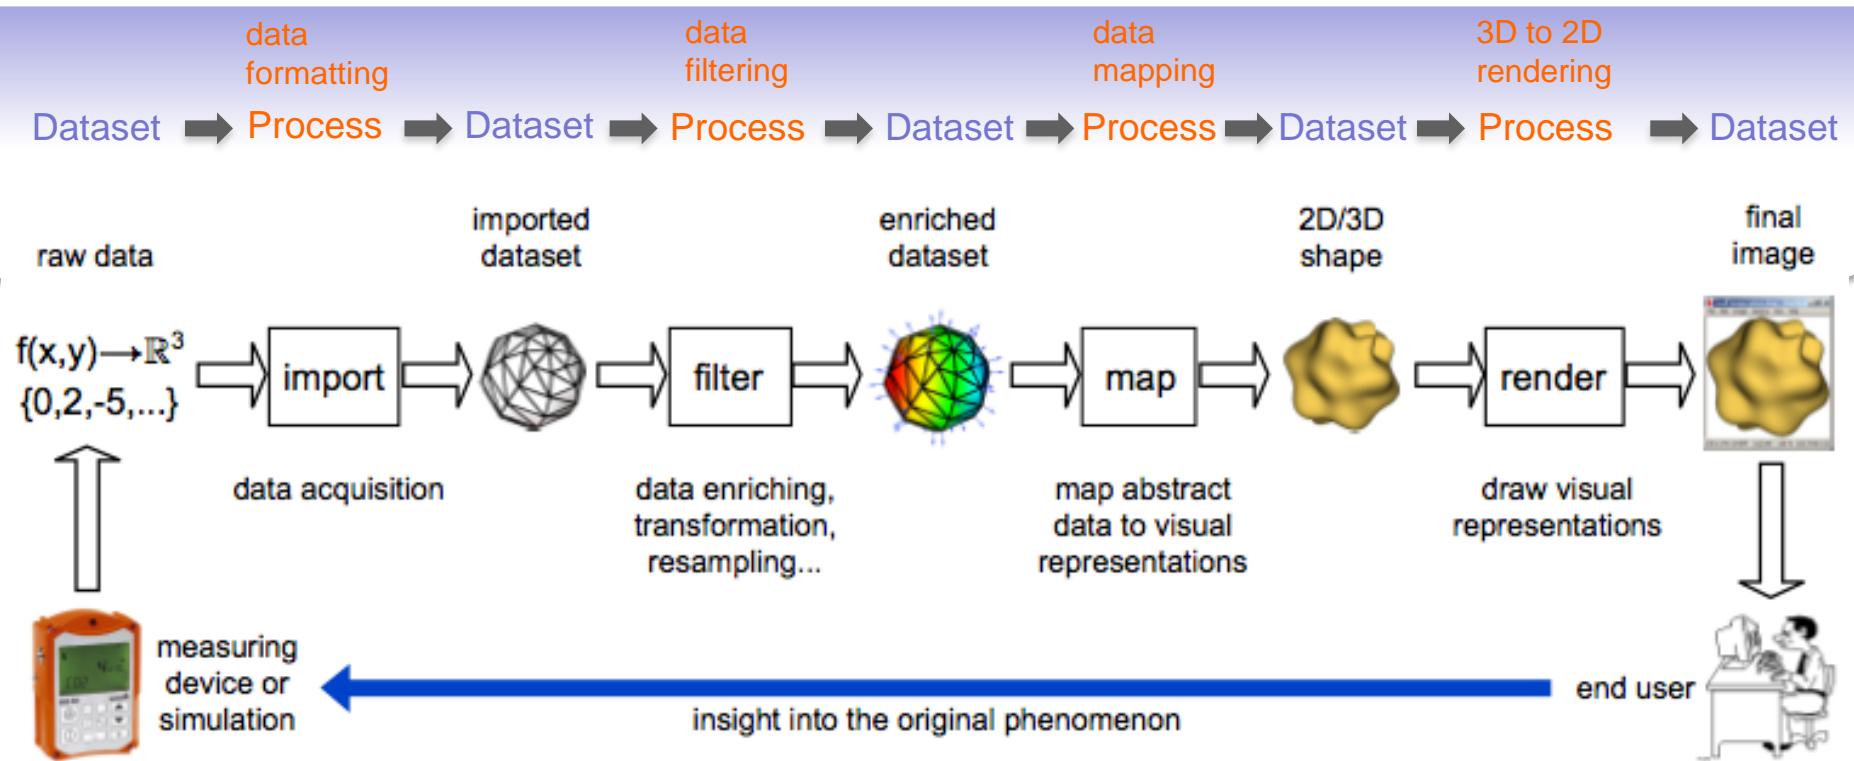 data
formatting
data
filtering
data
mapping
3D to 2D
rendering
Dataset Process Dataset Process Dataset Process Dataset Process Dataset
raw data
imported
dataset
enriched
dataset
2D/3D
shape
final
image
f(x,y)→ℝ³
{0,2,-5,...}
import
filter
map
render
data acquisition
data enriching,
transformation,
resampling...
map abstract
data to visual
representations
draw visual
representations
measuring
device or
simulation
insight into the original phenomenon
end user